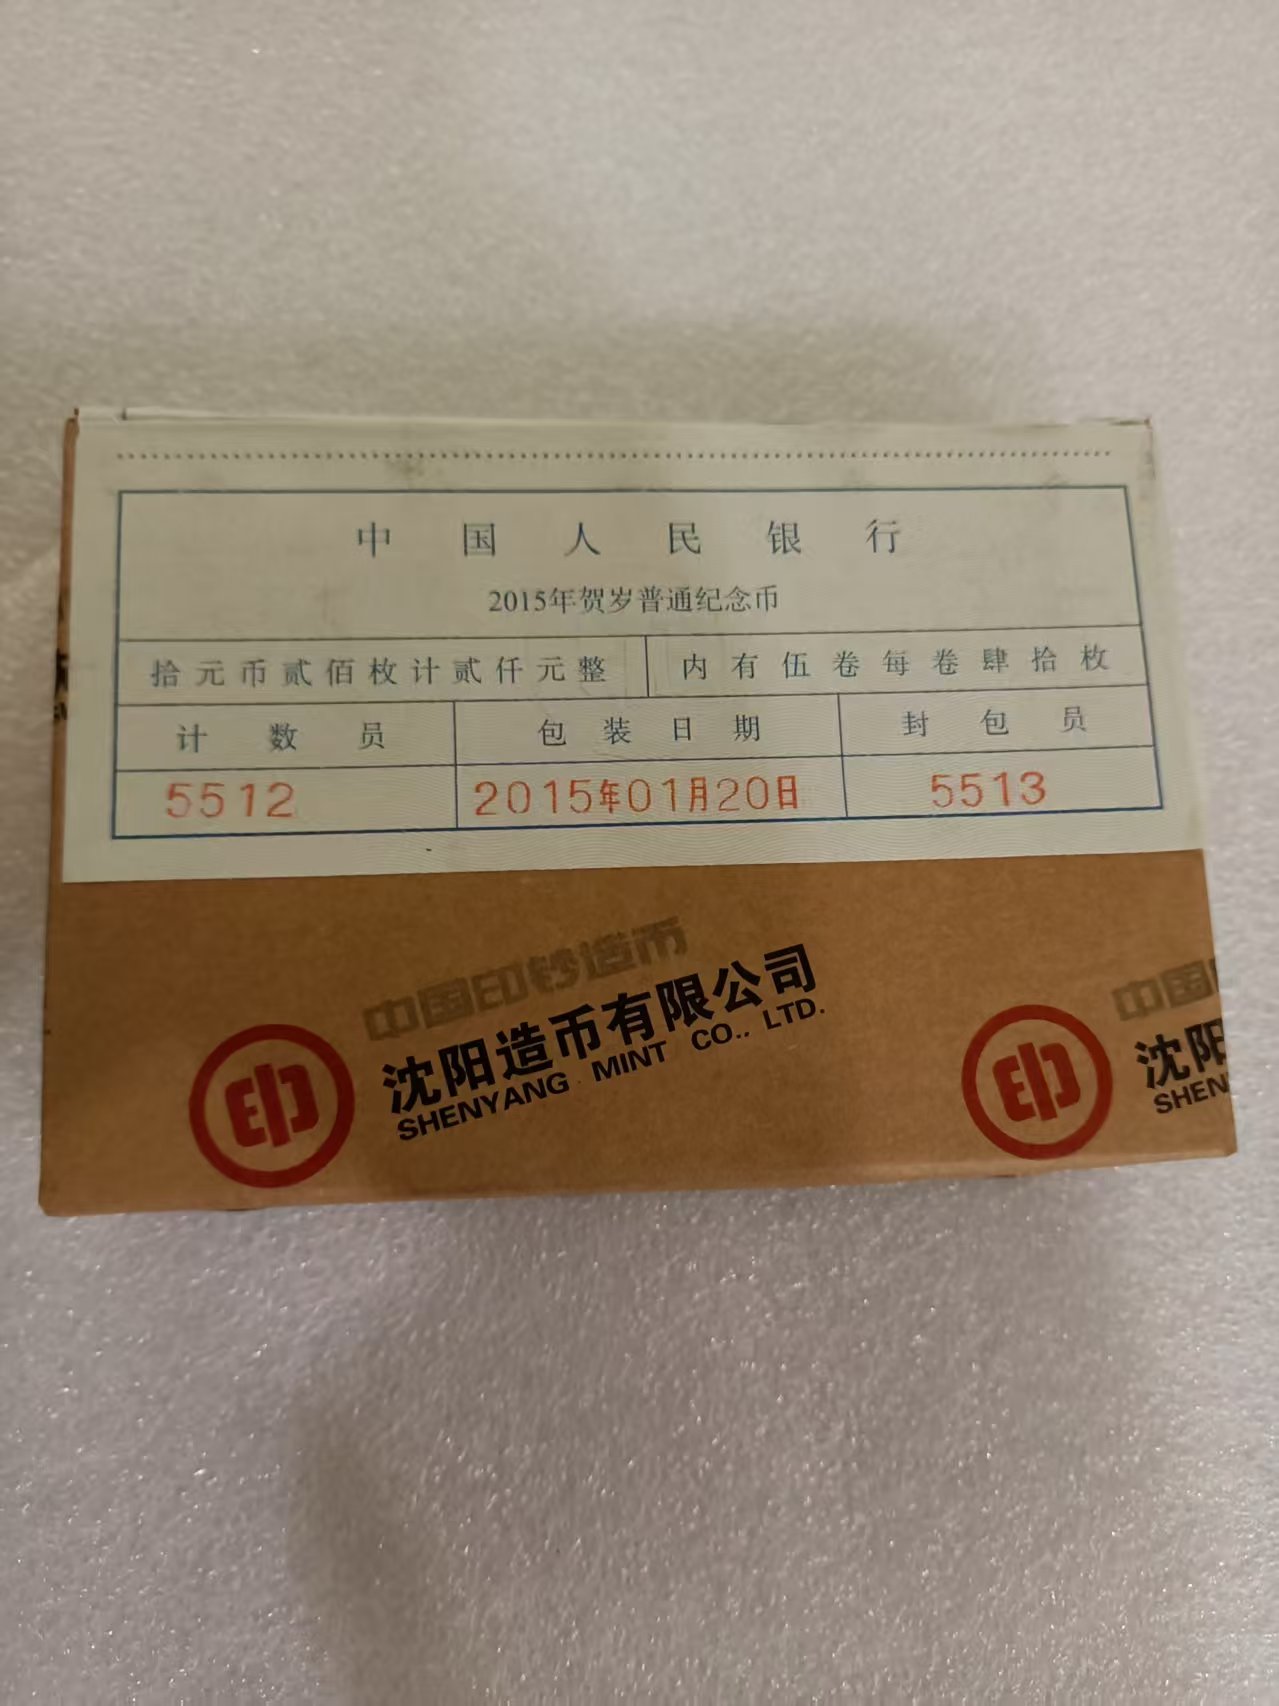 中国人民银行
2015年贺岁普通纪念币
拾元币贰佰枚计贰仟元整
内有伍卷每卷肆拾枚
计数员
包装日期
封包员
5512
2015年01月20日
5513
中国印钞造币
沈阳造币有限公司
SHENYANG MINT CO., LTD.
印
中国印
沈阳
SHEN
印